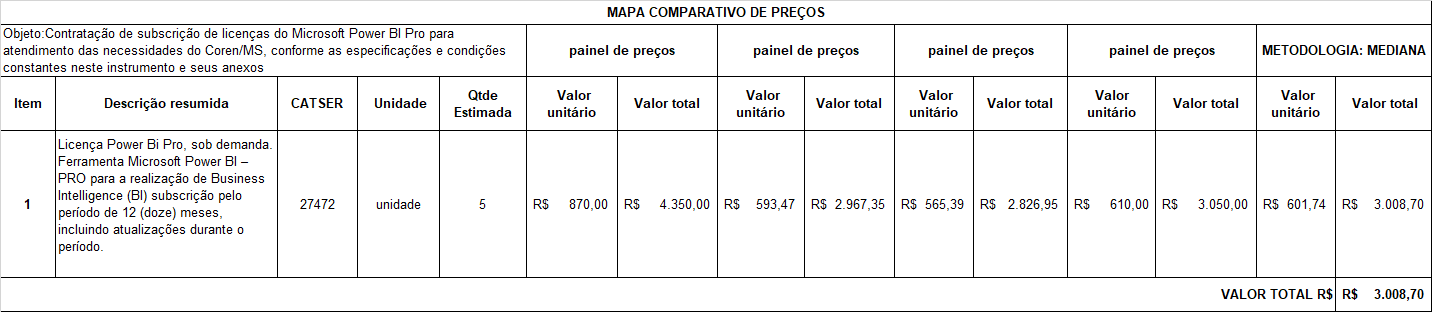 MAPA COMPARATIVO DE PREÇOS
Objeto:Contratação de subscrição de licenças do Microsoft Power BI Pro para
atendimento das necessidades do Coren/MS, conforme as especificações e condições
constantes neste instrumento e seus anexos
painel de preços
painel de preços
painel de preços
painel de preços
METODOLOGIA: MEDIANA
Item
Descrição resumida
CATSER
Unidade
Qtde
Estimada
Valor
unitário
Valor total
Valor
unitário
Valor total
Valor
unitário
Valor total
Valor
unitário
Valor total
Valor
unitário
Valor total
1
Licença Power Bi Pro, sob demanda.
Ferramenta Microsoft Power BI –
PRO para a realização de Business
Intelligence (BI) subscrição pelo
período de 12 (doze) meses,
incluindo atualizações durante o
período.
27472
unidade
5
R$ 870,00
R$ 4.350,00
R$ 593,47
R$ 2.967,35
R$ 565,39
R$ 2.826,95
R$ 610,00
R$ 3.050,00
R$ 601,74
R$ 3.008,70
VALOR TOTAL R$
R$ 3.008,70